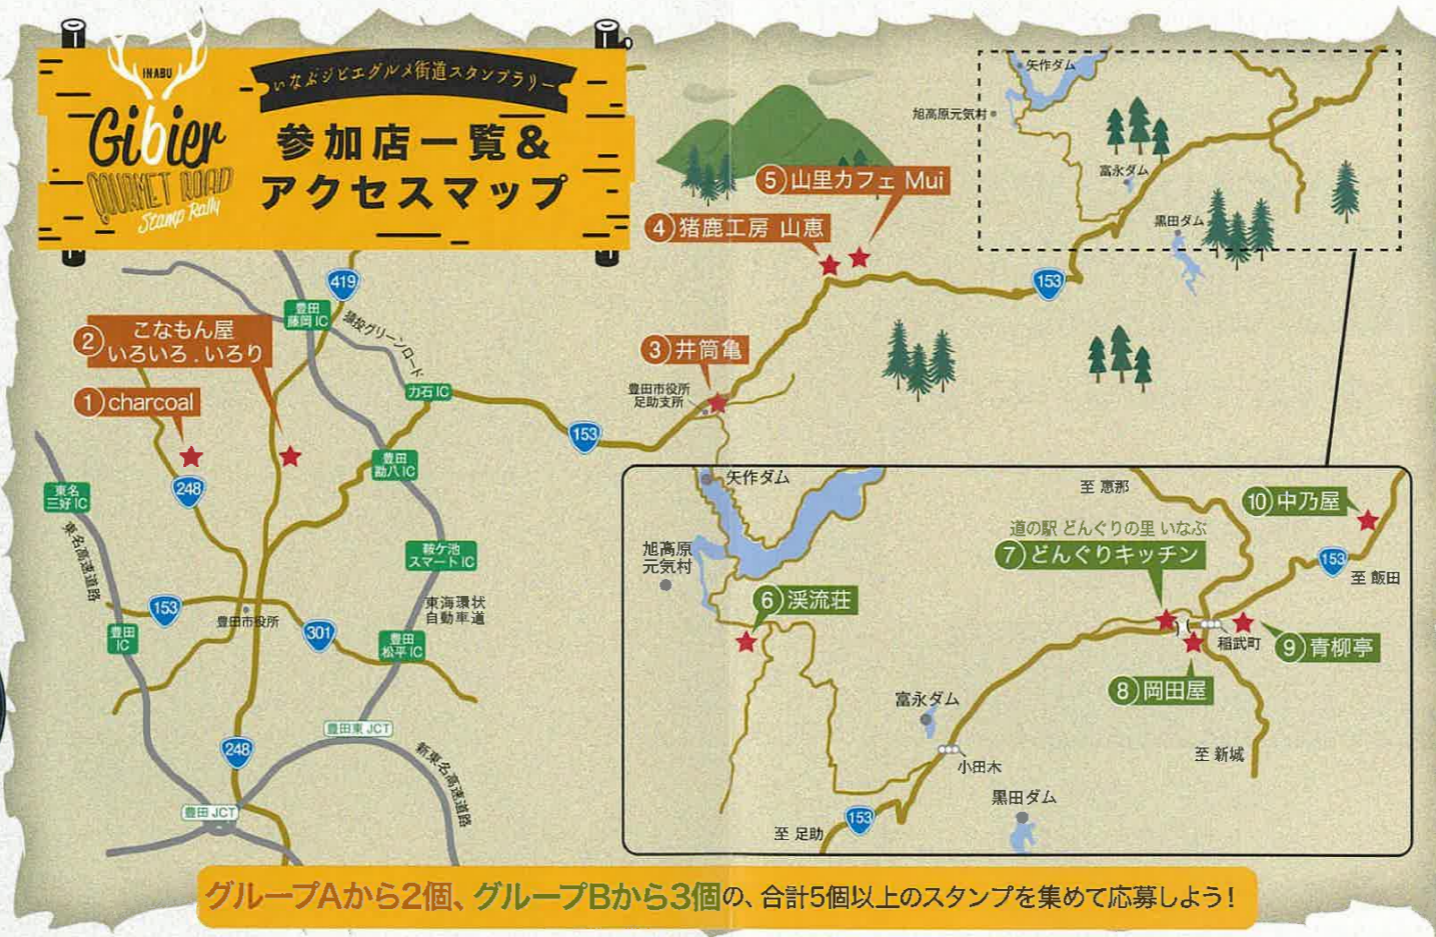 INABU
Gibier
GOURMET ROAD
Stamp Rally
いなぶジビエグルメ街道スタンプラリー
参加店一覧&
アクセスマップ
矢作ダム
旭高原元気村
富永ダム
黒田ダム
⑤山里カフェ Mui
④猪鹿工房 山恵
153
419
豊田
藤岡IC
猿投グリーンロード
② こなもん屋
いろいろ.いろり
①charcoal
③井筒亀
豊田市役所
足助支所
力石IC
153
豊田
勘八IC
248
東名
三好IC
東名高速道路
鞍ケ池
スマートIC
東海環状
自動車道
153
豊田市役所
301
豊田
IC
豊田
松平IC
豊田東JCT
248
新東名高速道路
豊田JCT
矢作ダム
至 恵那
⑩中乃屋
道の駅 どんぐりの里 いなぶ
⑦どんぐりキッチン
旭高原
元気村
153
至 飯田
⑥渓流荘
稲武町
⑨青柳亭
⑧岡田屋
富永ダム
至 新城
小田木
黒田ダム
153
至 足助
グループAから2個、グループBから3個の、合計5個以上のスタンプを集めて応募しよう!